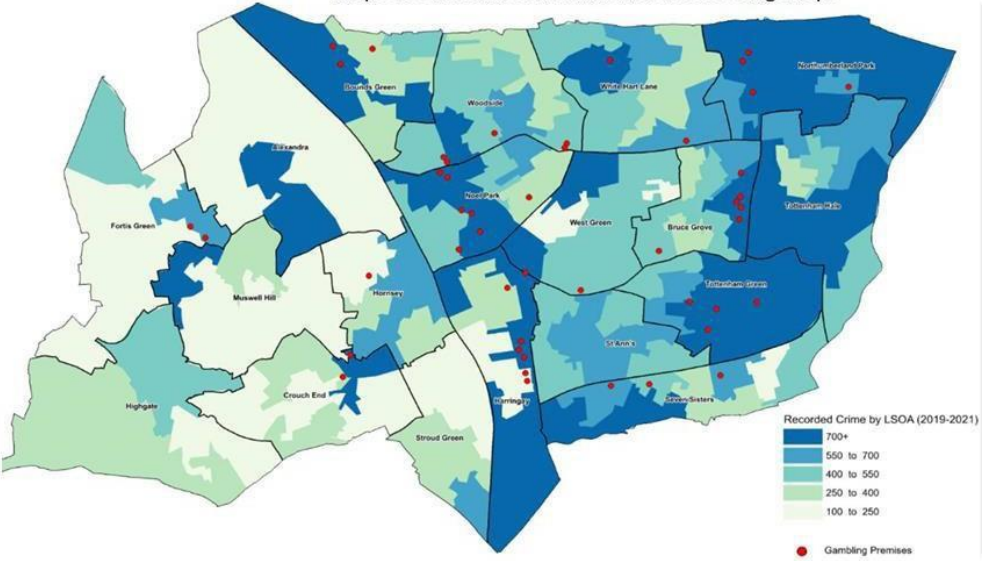 Bounds Green
Woodside
White Hart Lane
Northumberland Park
Alexandra
Noel Park
West Green
Bruce Grove
Tottenham Hale
Fortis Green
Muswell Hill
Hornsey
Tottenham Green
St Ann's
Highgate
Crouch End
Harringay
Seven Sisters
Stroud Green
Recorded Crime by LSOA (2019-2021)
700+
550 to 700
400 to 550
250 to 400
100 to 250
Gambling Premises